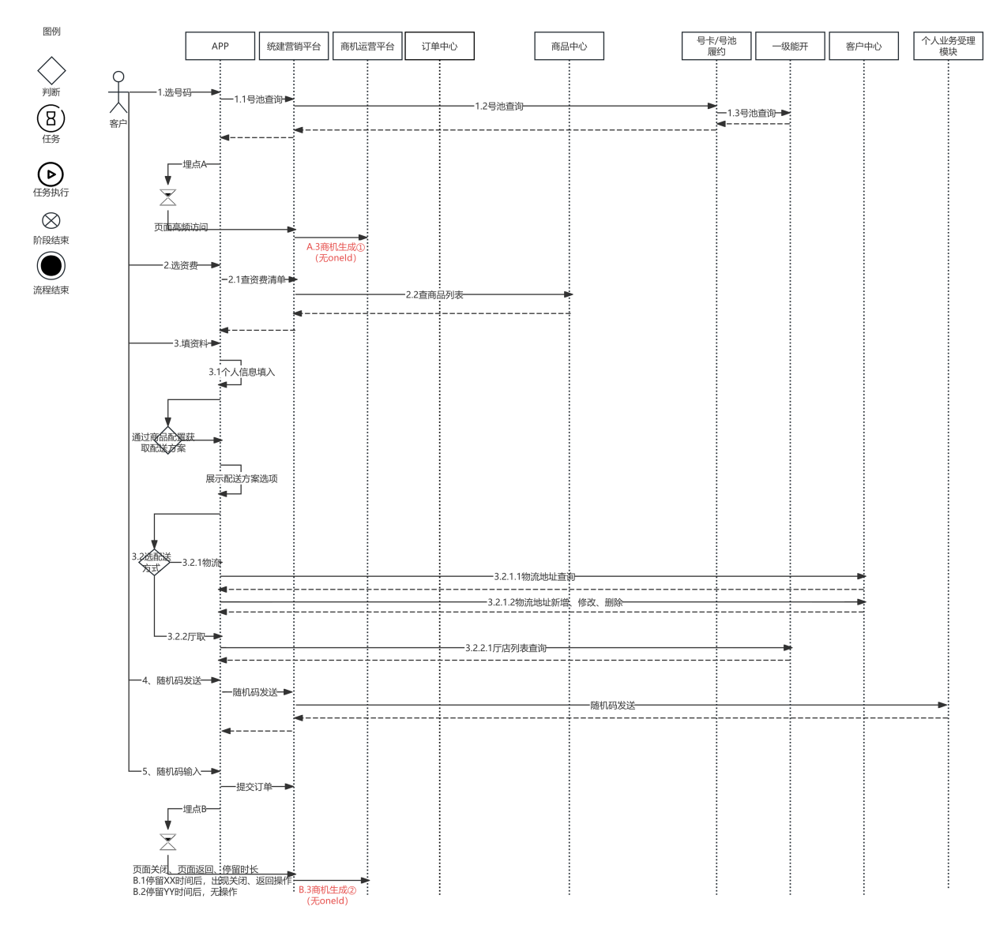 图例
判断
任务
任务执行
阶段结束
流程结束
客户
APP
统建营销平台
商机运营平台
订单中心
商品中心
号卡/号池
履约
一级能开
客户中心
个人业务受理
模块
1.选号码
1.1号池查询
1.2号池查询
1.3号池查询
埋点A
页面高频访问
A.3商机生成①
(无oneId)
2.选资费
2.1查资费清单
2.2查商品列表
3.填资料
3.1个人信息填入
通过商品配置获
取配送方案
展示配送方案选项
3.2选配送
方式
3.2.1物流
3.2.1.1物流地址查询
3.2.1.2物流地址新增、修改、删除
3.2.2厅取
3.2.2.1厅店列表查询
4、随机码发送
随机码发送
随机码发送
5、随机码输入
提交订单
埋点B
页面关闭、页面返回、停留时长
B.1停留XX时间后，出现关闭、返回操作
B.2停留YY时间后，无操作
B.3商机生成②
(无oneId)